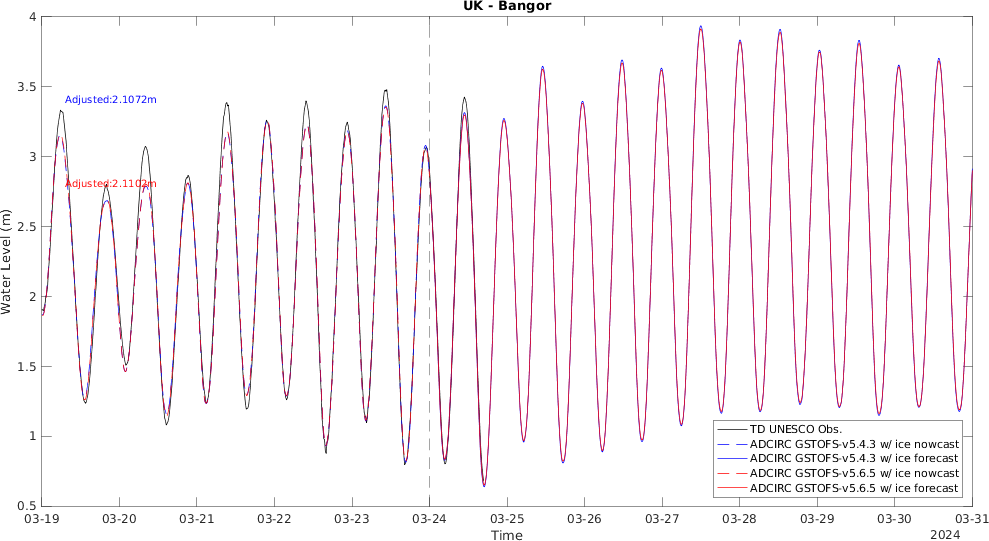 UK - Bangor
Water Level (m)
4
3.5
3
2.5
2
1.5
1
0.5
Adjusted:2.1072m
Adjusted:2.1102m
TD UNESCO Obs.
ADCIRC GSTOFS-v5.4.3 w/ ice nowcast
ADCIRC GSTOFS-v5.4.3 w/ ice forecast
ADCIRC GSTOFS-v5.6.5 w/ ice nowcast
ADCIRC GSTOFS-v5.6.5 w/ ice forecast
03-19 03-20 03-21 03-22 03-23 03-24 03-25 03-26 03-27 03-28 03-29 03-30 03-31
Time
2024